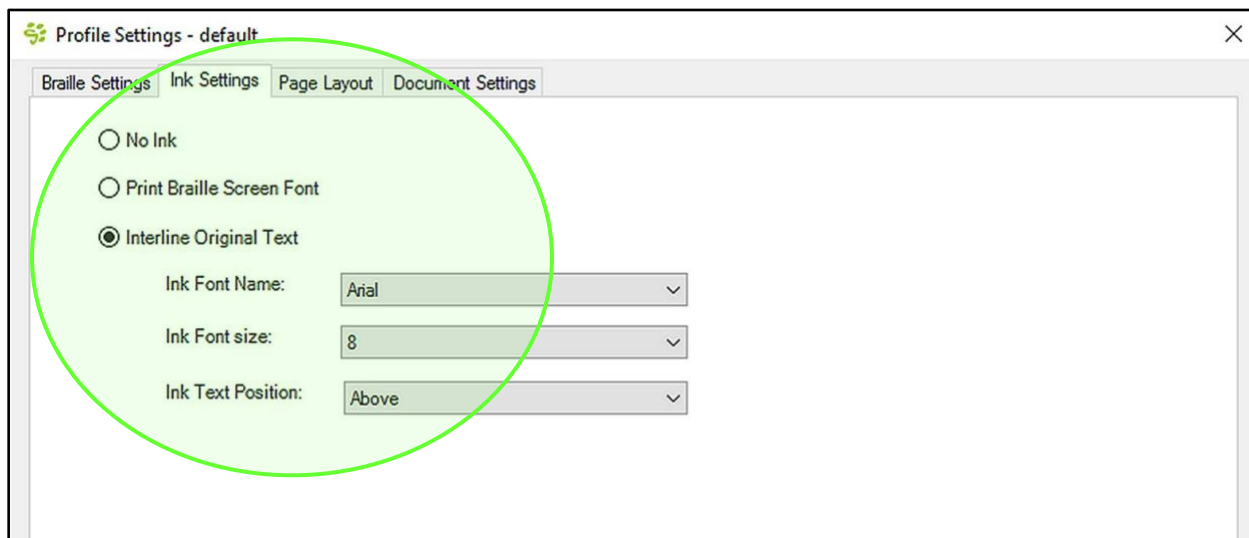 Profile Settings - default
Braille Settings Ink Settings Page Layout Document Settings
No Ink
Print Braille Screen Font
Interline Original Text
Ink Font Name: Arial
Ink Font size: 8
Ink Text Position: Above